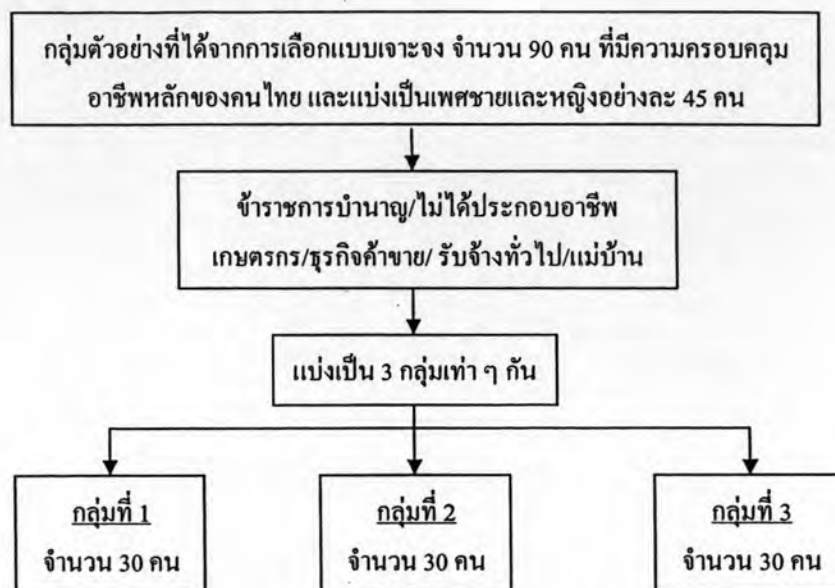 กลุ่มตัวอย่างที่ได้จากการเลือกแบบเจาะจง จำนวน 90 คน ที่มีความครอบคลุม
อาชีพหลักของคนไทย และแบ่งเป็นเพศชายและหญิงอย่างละ 45 คน
ข้าราชการบำนาญ/ไม่ได้ประกอบอาชีพ
เกษตรกร/ธุรกิจค้าขาย/ รับจ้างทั่วไป/แม่บ้าน
แบ่งเป็น 3 กลุ่มเท่า ๆ กัน
กลุ่มที่ 1
จำนวน 30 คน
กลุ่มที่ 2
จำนวน 30 คน
กลุ่มที่ 3
จำนวน 30 คน